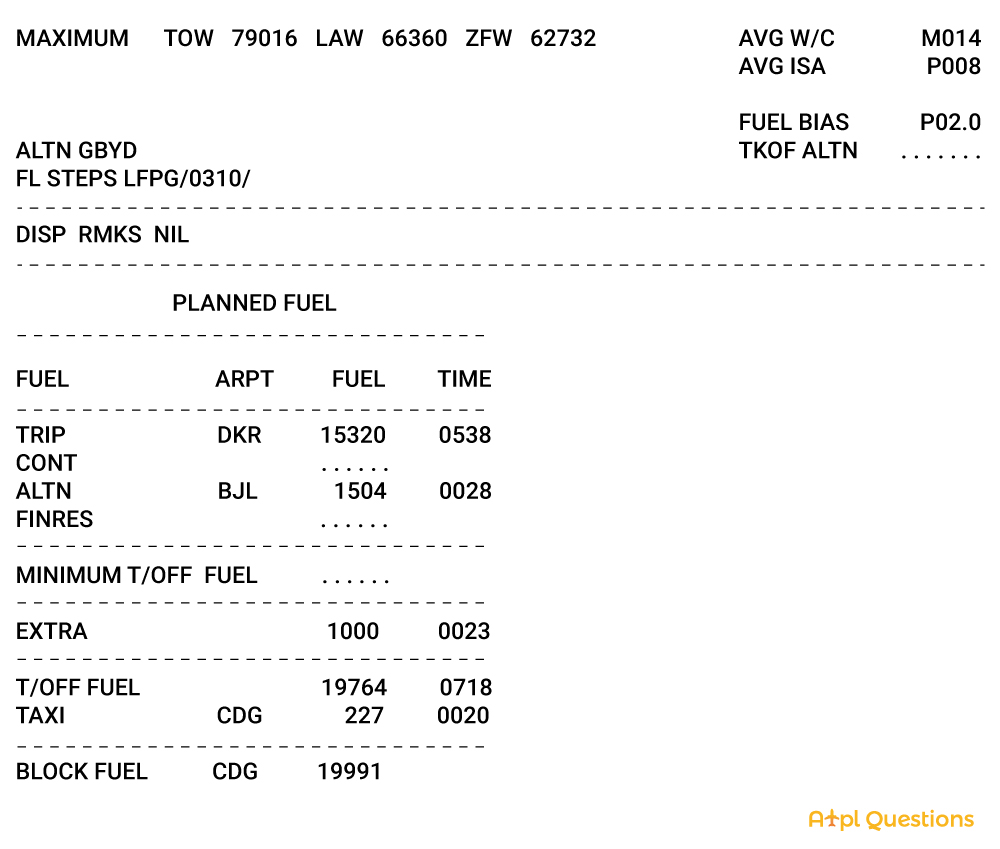 MAXIMUM TOW 79016 LAW 66360 ZFW 62732 AVG W/C M014
AVG ISA P008
FUEL BIAS P02.0
ALTN GBYD TKOF ALTN .......
FL STEPS LFPG/0310/
DISP RMKS NIL
PLANNED FUEL
FUEL ARPT FUEL TIME
TRIP DKR 15320 0538
CONT ......
ALTN BJL 1504 0028
FINRES ......
MINIMUM T/OFF FUEL ......
EXTRA 1000 0023
T/OFF FUEL 19764 0718
TAXI CDG 227 0020
BLOCK FUEL CDG 19991
Atpl Questions